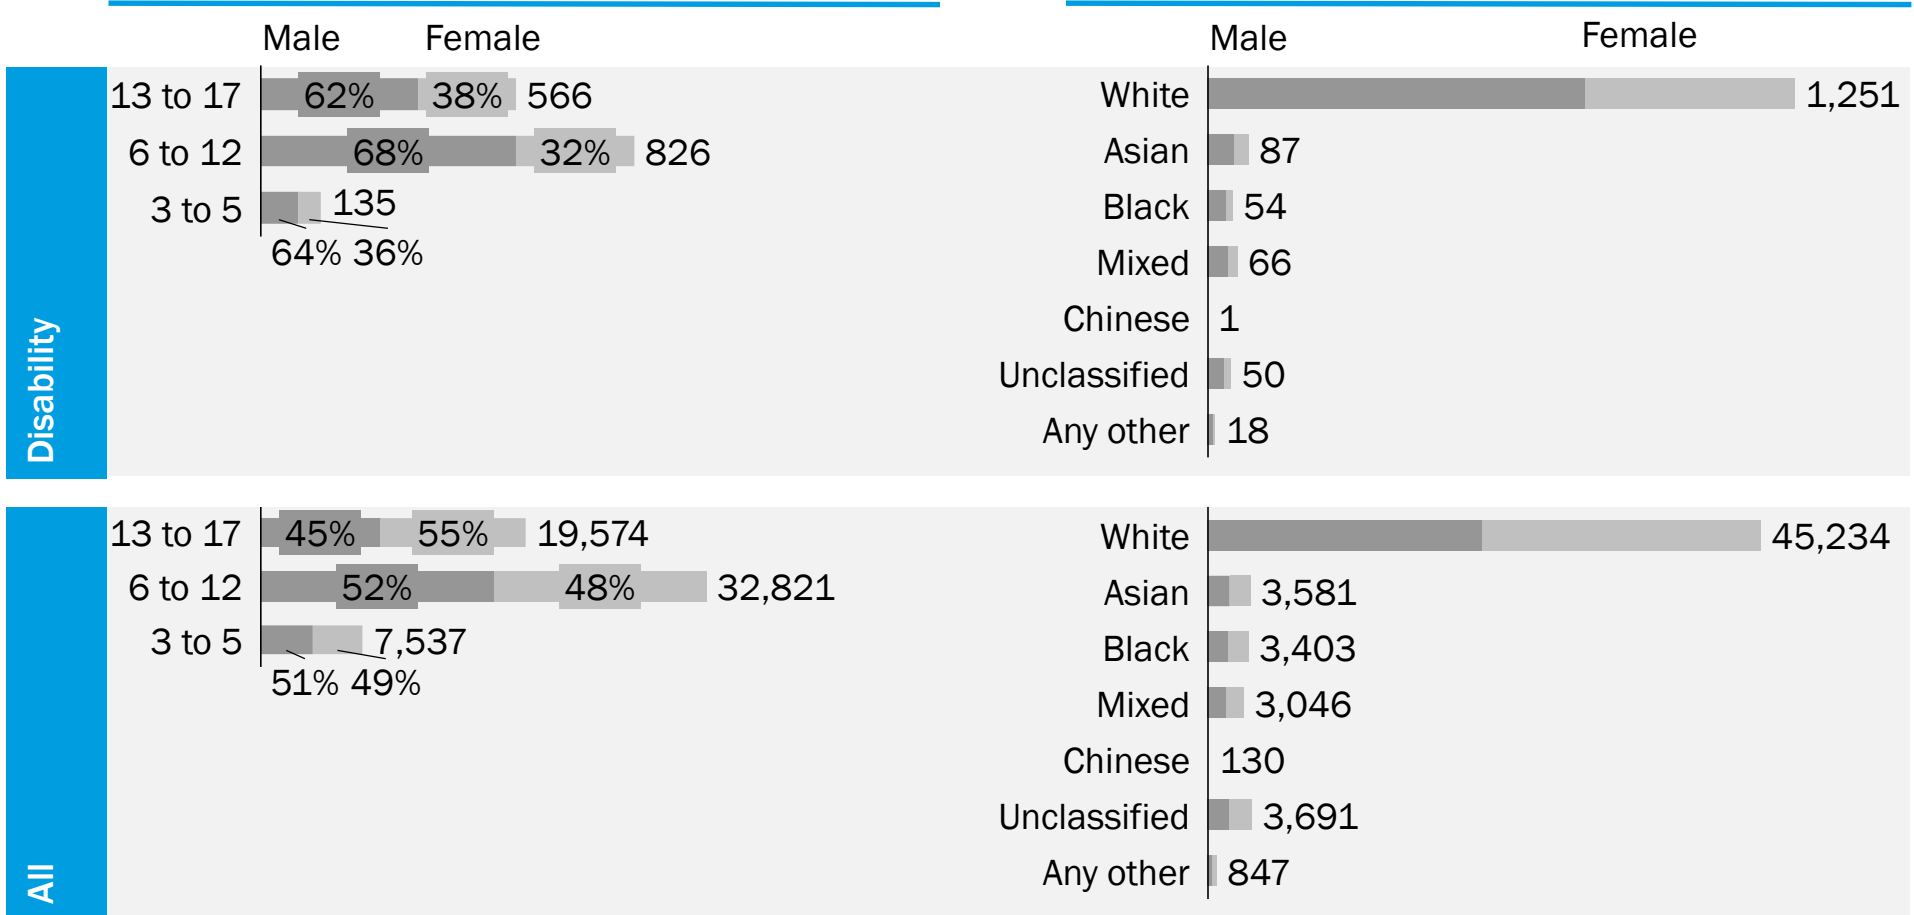 Male Female
13 to 17 62% 38% 566
6 to 12 68% 32% 826
3 to 5 135
64% 36%
Male Female
White 1,251
Asian 87
Black 54
Mixed 66
Chinese 1
Unclassified 50
Any other 18
Disability
13 to 17 45% 55% 19,574
6 to 12 52% 48% 32,821
3 to 5 7,537
51% 49%
White 45,234
Asian 3,581
Black 3,403
Mixed 3,046
Chinese 130
Unclassified 3,691
Any other 847
All